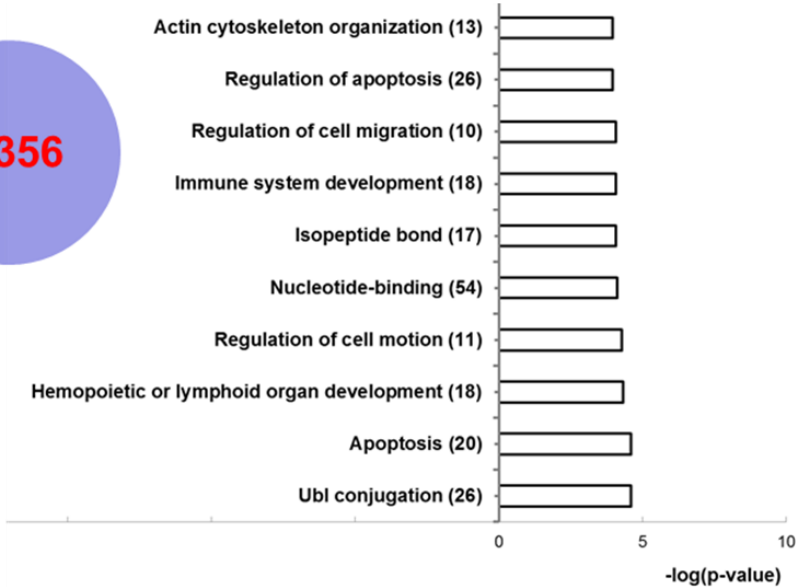 Actin cytoskeleton organization (13)
Regulation of apoptosis (26)
Regulation of cell migration (10)
356
Immune system development (18)
Isopeptide bond (17)
Nucleotide-binding (54)
Regulation of cell motion (11)
Hemopoietic or lymphoid organ development (18)
Apoptosis (20)
Ubl conjugation (26)
0 5 10
-log(p-value)